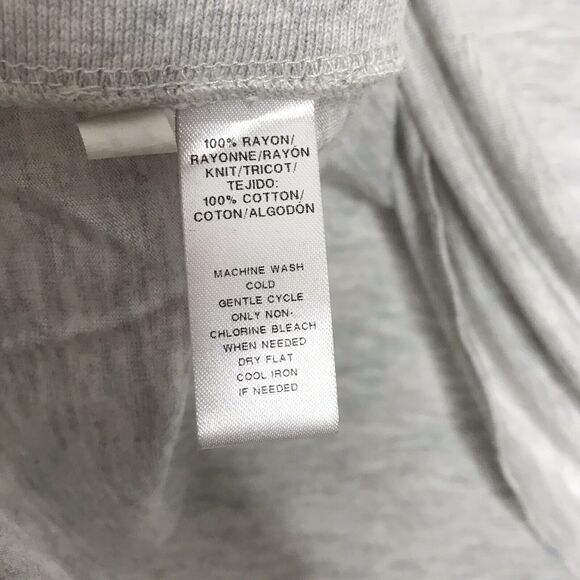 100% RAYON/
RAYONNE/RAYÓN
KNIT/TRICOT/
TEJIDO:
100% COTTON/
COTON/ALGODÓN
MACHINE WASH
COLD
GENTLE CYCLE
ONLY NON-
CHLORINE BLEACH
WHEN NEEDED
DRY FLAT
COOL IRON
IF NEEDED